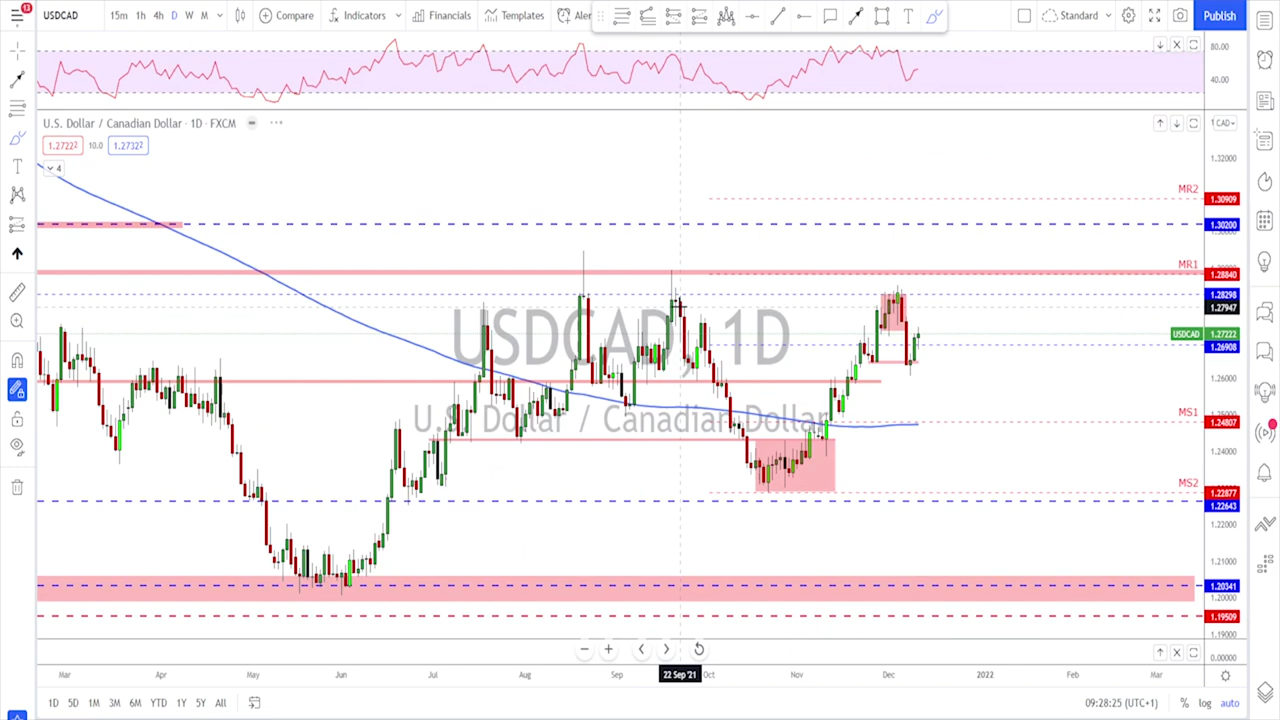 13
USDCAD
15m 1h 4h D W M
Compare
Indicators
Financials
Templates
Aler
Standard
Publish
80.00
40.00
U.S. Dollar / Canadian Dollar · 1D · FXCM
CAD
1.27222 10.0 1.27322
4
1.32000
MR2
1.30909
1.30200
MR1
1.28840
1.28298
1.27947
USDCAD, 1D
USDCAD 1.27222
1.26908
1.26000
U.S. Dollar / Canadian Dollar
MS1
1.24807
1.24000
MS2
1.22877
1.22643
1.22000
1.21000
1.20341
1.20000
1.19509
1.19000
0.00000
Mar Apr May Jun Jul Aug Sep 22 Sep '21 Oct Nov Dec 2022 Feb Mar
1D 5D 1M 3M 6M YTD 1Y 5Y All
09:28:25 (UTC+1) % log auto